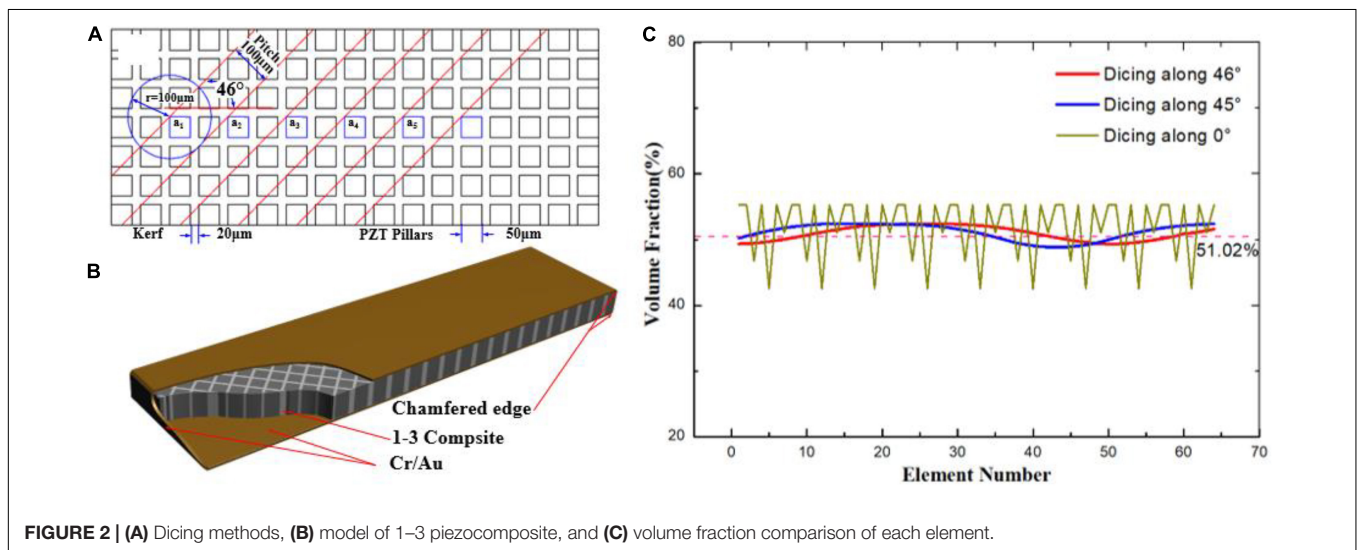 A
Pitch
100μm
46°
r=100μm
a1 a2 a3 a4 a5
Kerf 20μm PZT Pillars 50μm
B
Chamfered edge
1-3 Compsite
Cr/Au
C
80
60
40
20
Volume Fraction(%)
Dicing along 46°
Dicing along 45°
Dicing along 0°
51.02%
0 10 20 30 40 50 60 70
Element Number
FIGURE 2 | (A) Dicing methods, (B) model of 1–3 piezocomposite, and (C) volume fraction comparison of each element.